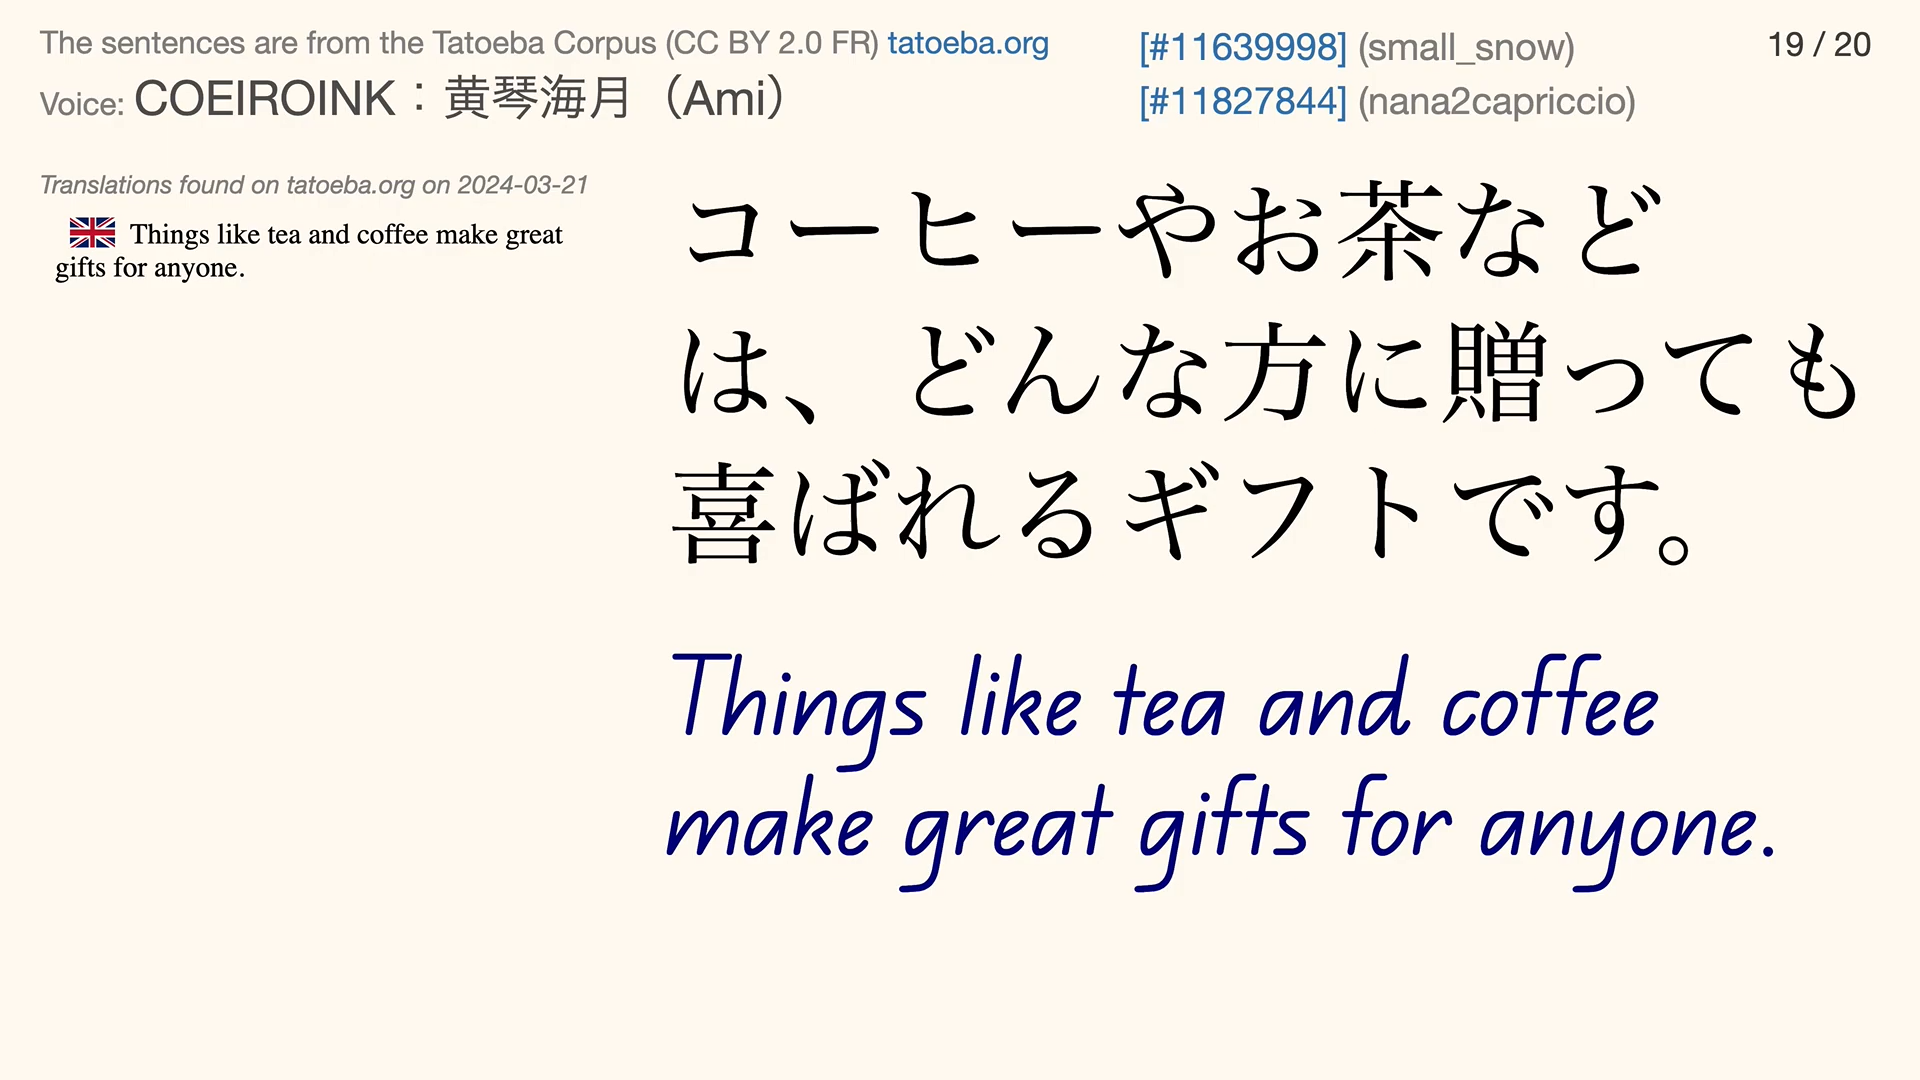 The sentences are from the Tatoeba Corpus (CC BY 2.0 FR) tatoeba.org
Voice: COEIROINK：黄琴海月（Ami）
[#11639998] (small_snow)
[#11827844] (nana2capriccio)
19 / 20
Translations found on tatoeba.org on 2024-03-21
Things like tea and coffee make great
gifts for anyone.
コーヒーやお茶など
は、どんな方に贈っても
喜ばれるギフトです。
Things like tea and coffee
make great gifts for anyone.